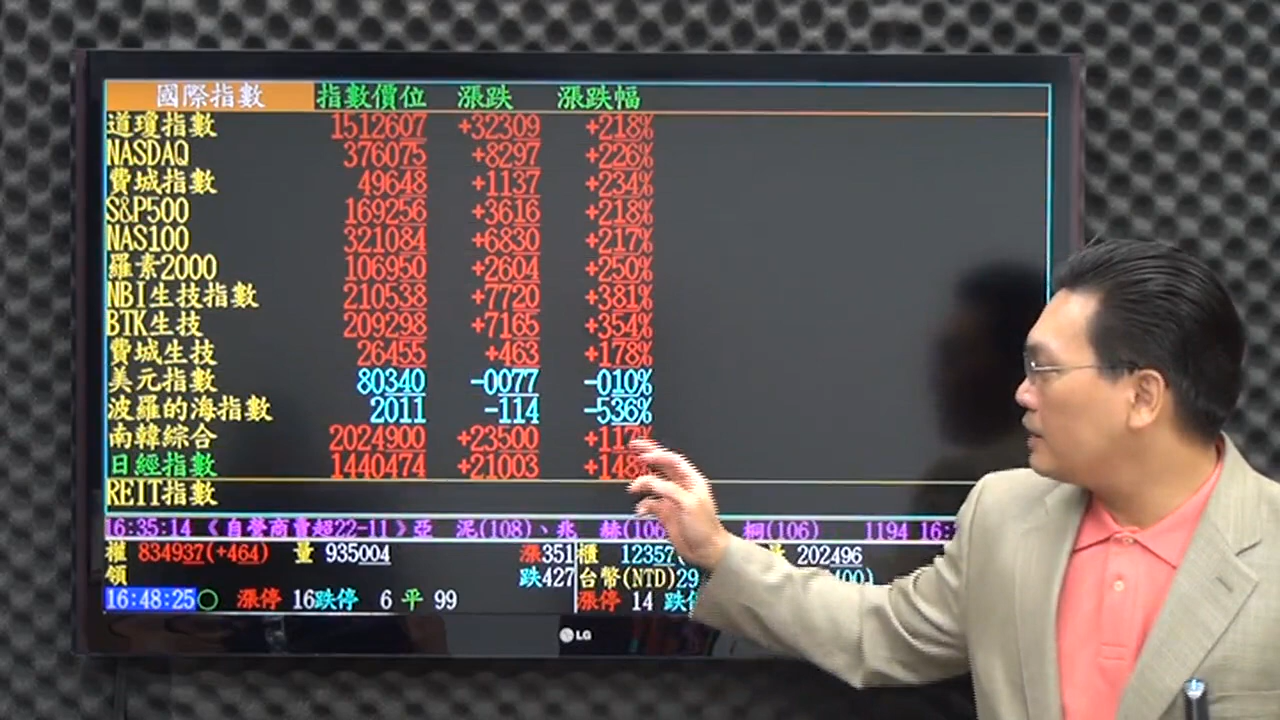 國際指數 指數價位 漲跌 漲跌幅
道瓊指數 1512607 +32309 +218%
NASDAQ 376075 +8297 +226%
費城指數 49648 +1137 +234%
S&P500 169256 +3616 +218%
NAS100 321084 +6830 +217%
羅素2000 106950 +2604 +250%
NBI生技指數 210538 +7720 +381%
BTK生技 209298 +7165 +354%
費城生技 26455 +463 +178%
美元指數 80340 -0077 -010%
波羅的海指數 2011 -114 -536%
南韓綜合 2024900 +23500 +117%
日經指數 1440474 +21003 +148
REIT指數
16:35:14 《自營商賣超22-11》亞 泥(108)、兆 赫(106 桐(106) 1194 16:
權 834937(+464) 量 935004 漲351 櫃 12357( 量 202496
領 跌427 台幣(NTD)29
16:48:25 漲停 16跌停 6 平 99 漲停 14 跌
LG